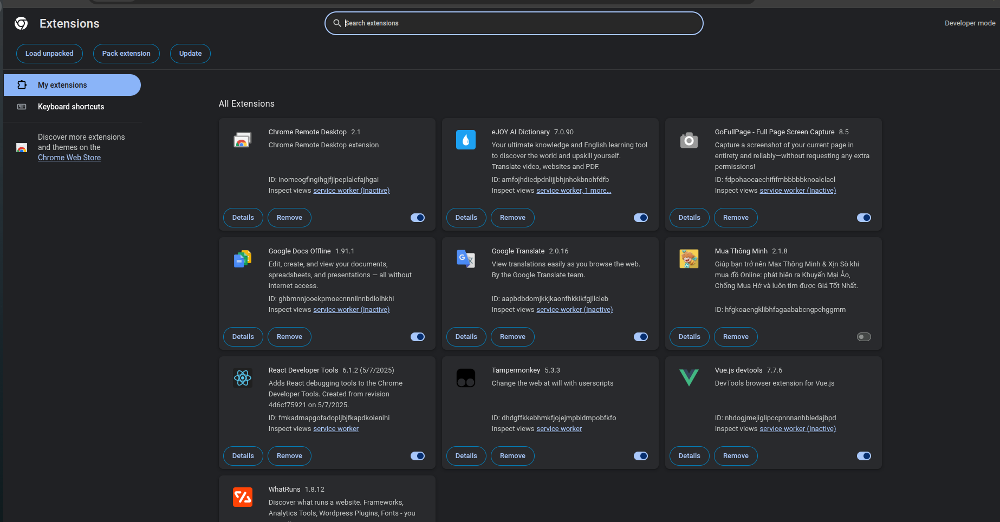 Extensions
Search extensions
Developer mode
Load unpacked
Pack extension
Update
My extensions
Keyboard shortcuts
Discover more extensions
and themes on the
Chrome Web Store
All Extensions
Chrome Remote Desktop 2.1
Chrome Remote Desktop extension
ID: inomeogfingihgjfjlpeplalcfajhgai
Inspect views service worker (Inactive)
Details
Remove
eJOY AI Dictionary 7.0.90
Your ultimate knowledge and English learning tool
to discover the world and upskill yourself.
Translate video, websites and PDF.
ID: amfojhdiedpdnlijjbhjnhokbnohfdfb
Inspect views service worker, 1 more...
Details
Remove
GoFullPage - Full Page Screen Capture 8.5
Capture a screenshot of your current page in
entirety and reliably—without requesting any extra
permissions!
ID: fdpohaocaechififmbbbbbknoalclacl
Inspect views service worker (Inactive)
Details
Remove
Google Docs Offline 1.91.1
Edit, create, and view your documents,
spreadsheets, and presentations — all without
internet access.
ID: ghbmnnjooekpmoecnnnilnnbdlolhkhi
Inspect views service worker (Inactive)
Details
Remove
Google Translate 2.0.16
View translations easily as you browse the web.
By the Google Translate team.
ID: aapbdbdomjkkjkaonfhkkikfgjllcleb
Inspect views service worker (Inactive)
Details
Remove
Mua Thông Minh 2.1.8
Giúp bạn trở nên Max Thông Minh & Xịn Sò khi
mua đồ Online: phát hiện ra Khuyến Mại Ảo,
Chống Mua Hớ và luôn tìm được Giá Tốt Nhất.
ID: hfgkoaengklibhfagaababcngpehggmm
Details
Remove
React Developer Tools 6.1.2 (5/7/2025)
Adds React debugging tools to the Chrome
Developer Tools. Created from revision
4d6cf75921 on 5/7/2025.
ID: fmkadmapgofadopljbjfkapdkoienihi
Inspect views service worker
Details
Remove
Tampermonkey 5.3.3
Change the web at will with userscripts
ID: dhdgffkkebhmkfjojejmpbldmpobfkfo
Inspect views service worker
Details
Remove
Vue.js devtools 7.7.6
DevTools browser extension for Vue.js
ID: nhdogjmejiglipccpnnnanhbledajbpd
Inspect views service worker (Inactive)
Details
Remove
WhatRuns 1.8.12
Discover what runs a website. Frameworks,
Analytics Tools, Wordpress Plugins, Fonts - you